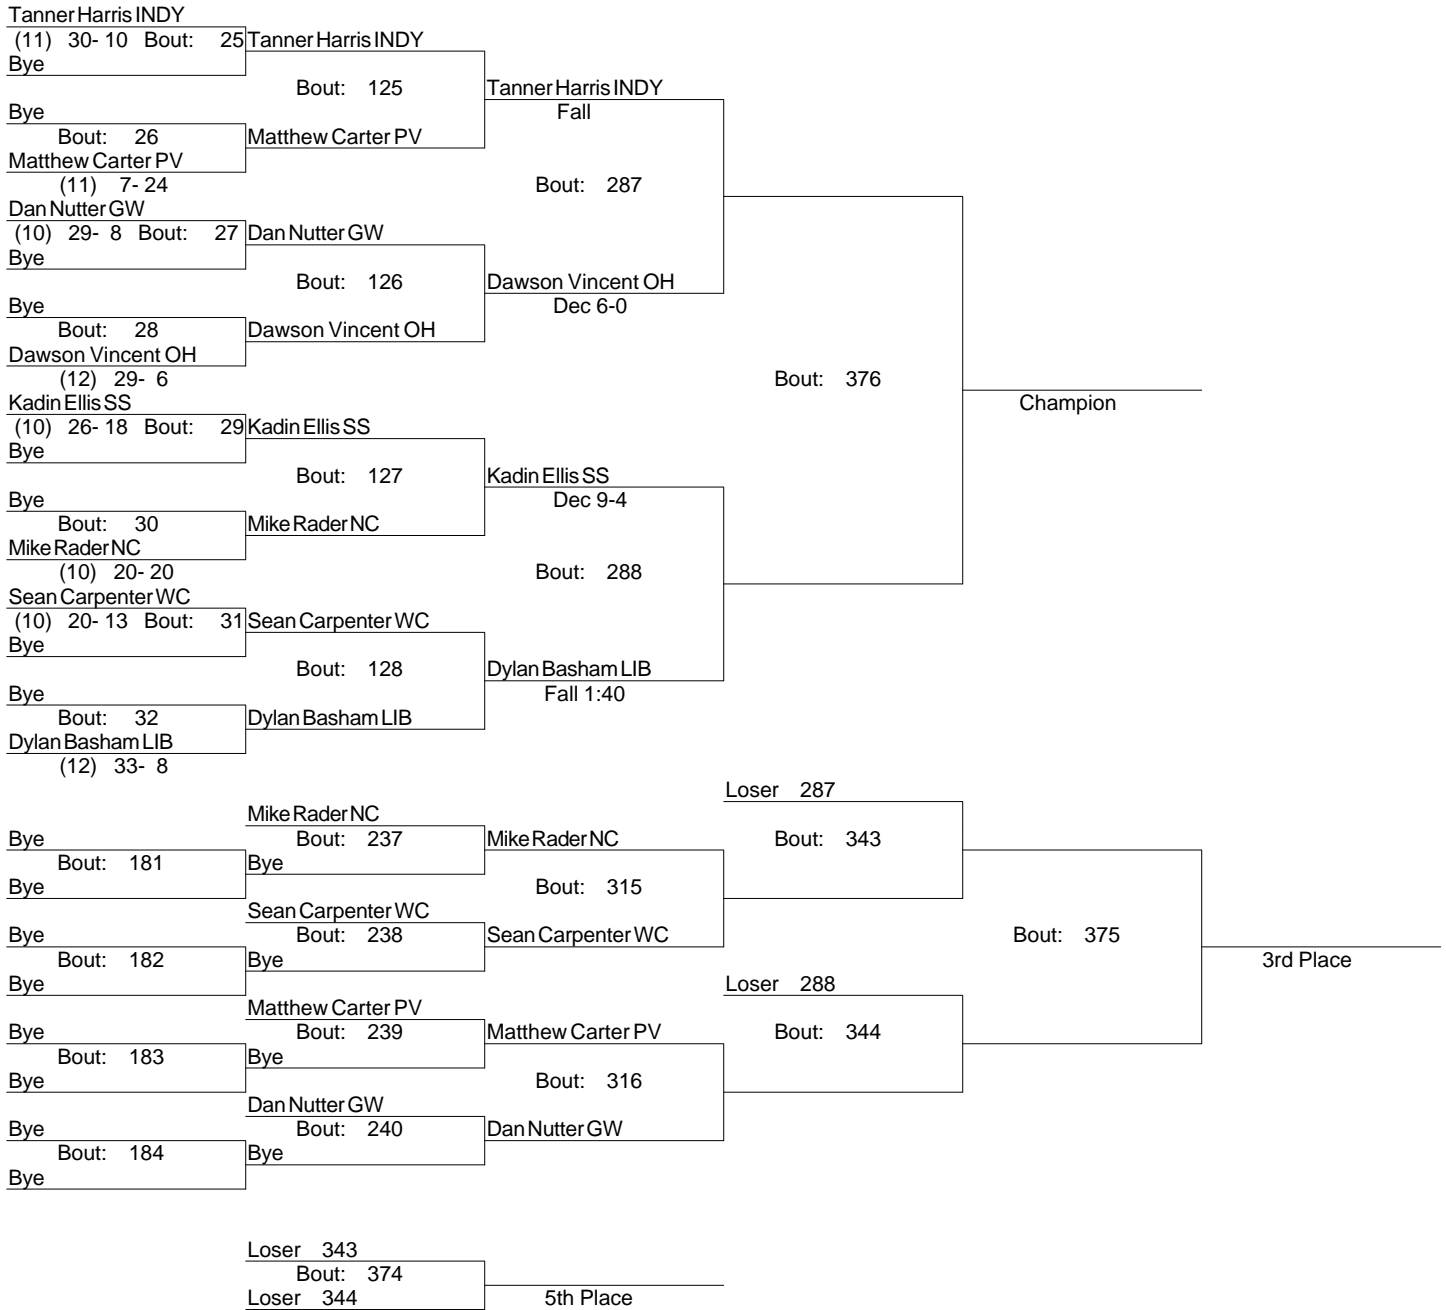 Tanner Harris INDY
(11) 30- 10 Bout: 25 Tanner Harris INDY
Bye
Bout: 125 Tanner Harris INDY
Bye Fall
Bout: 26 Matthew Carter PV
Matthew Carter PV
(11) 7- 24 Bout: 287
Dan Nutter GW
(10) 29- 8 Bout: 27 Dan Nutter GW
Bye
Bout: 126 Dawson Vincent OH
Bye Dec 6-0
Bout: 28 Dawson Vincent OH
Dawson Vincent OH
(12) 29- 6 Bout: 376
Kadin Ellis SS Champion
(10) 26- 18 Bout: 29 Kadin Ellis SS
Bye
Bout: 127 Kadin Ellis SS
Bye Dec 9-4
Bout: 30 Mike Rader NC
Mike Rader NC
(10) 20- 20 Bout: 288
Sean Carpenter WC
(10) 20- 13 Bout: 31 Sean Carpenter WC
Bye
Bout: 128 Dylan Basham LIB
Bye Fall 1:40
Bout: 32 Dylan Basham LIB
Dylan Basham LIB
(12) 33- 8
Loser 287
Mike Rader NC
Bye Bout: 237 Mike Rader NC Bout: 343
Bout: 181 Bye
Bye Bout: 315
Sean Carpenter WC
Bye Bout: 238 Sean Carpenter WC Bout: 375
Bout: 182 Bye 3rd Place
Bye Loser 288
Matthew Carter PV
Bye Bout: 239 Matthew Carter PV Bout: 344
Bout: 183 Bye
Bye Bout: 316
Dan Nutter GW
Bye Bout: 240 Dan Nutter GW
Bout: 184 Bye
Bye
Loser 343
Bout: 374
Loser 344 5th Place